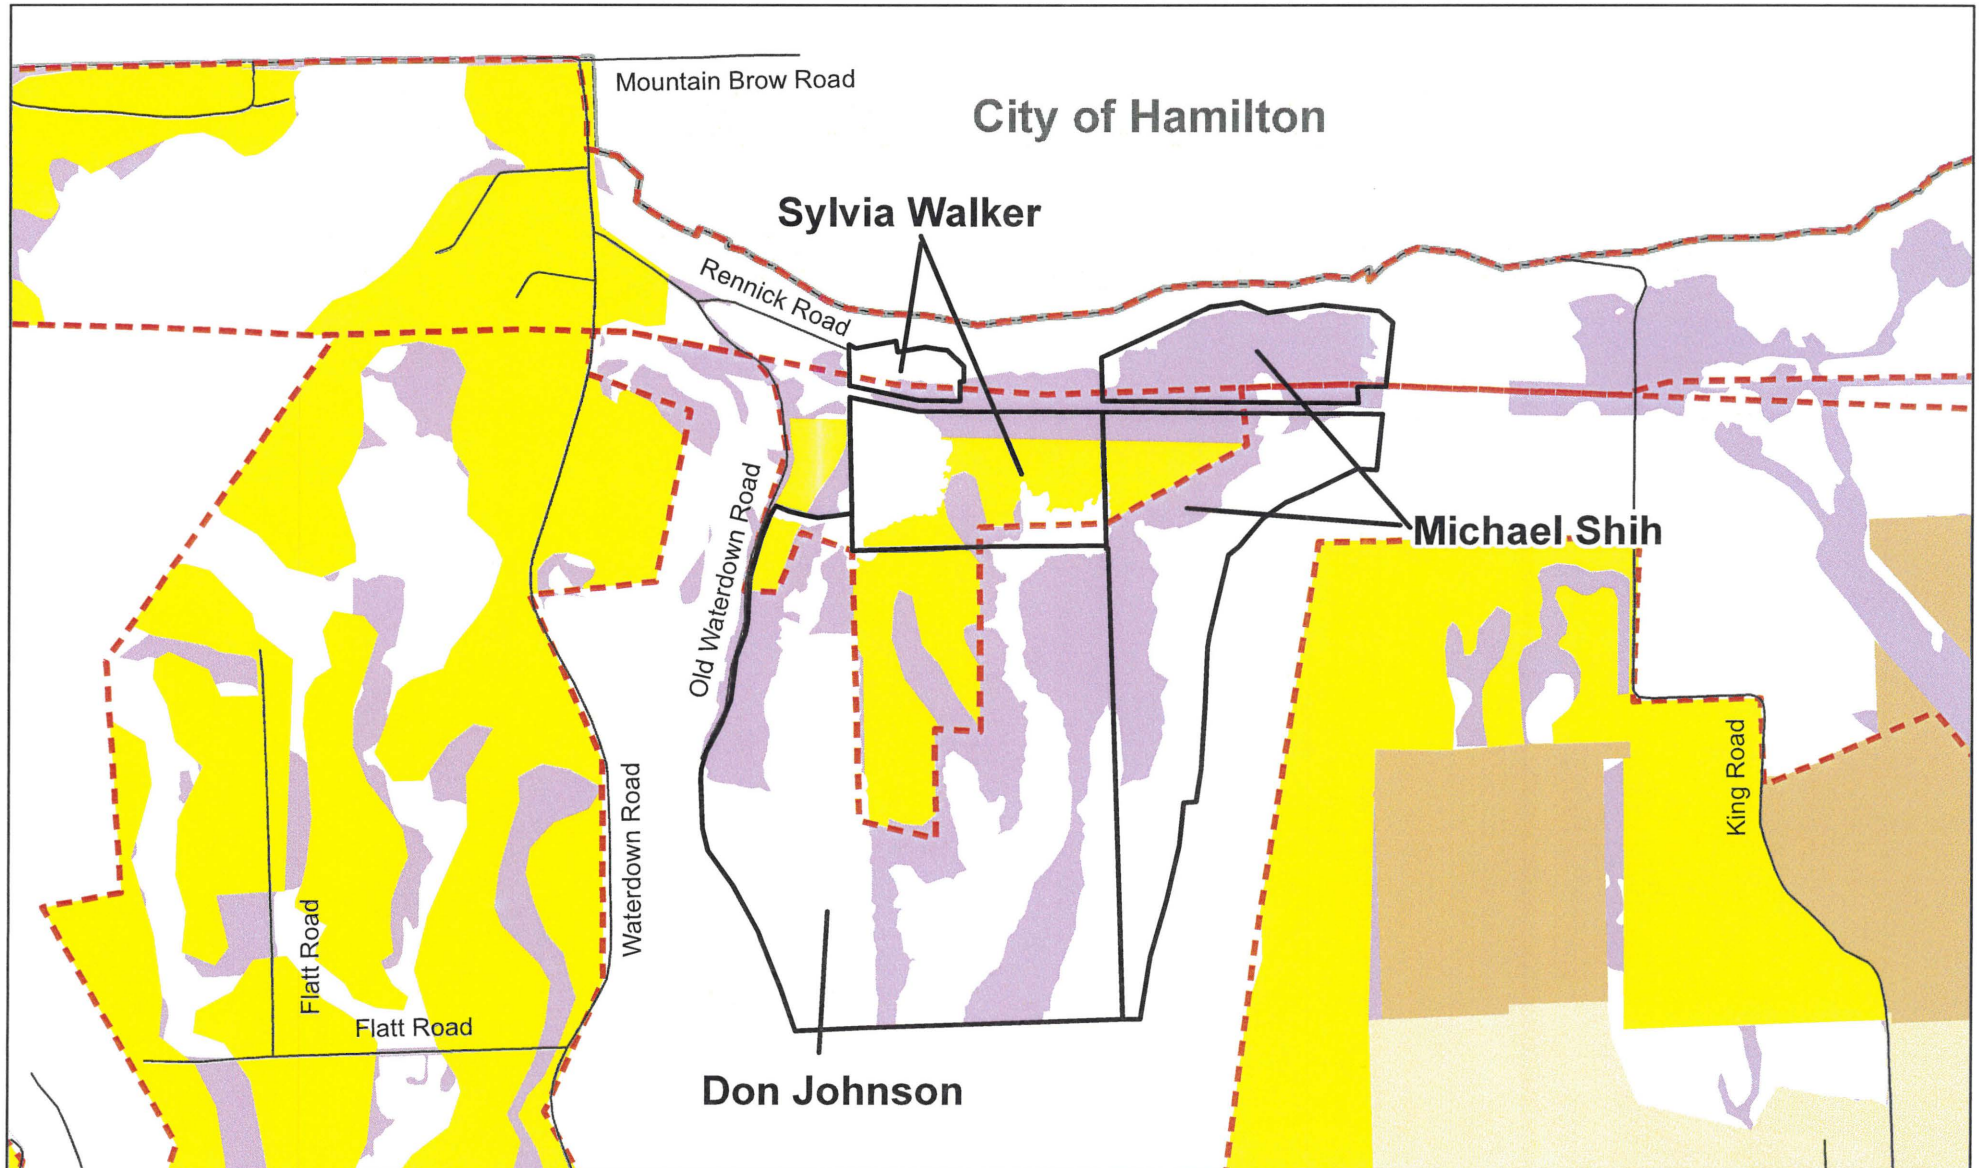 Mountain Brow Road
City of Hamilton
Sylvia Walker
Rennick Road
Old Waterdown Road
Michael Shih
King Road
Waterdown Road
Flatt Road
Flatt Road
Don Johnson